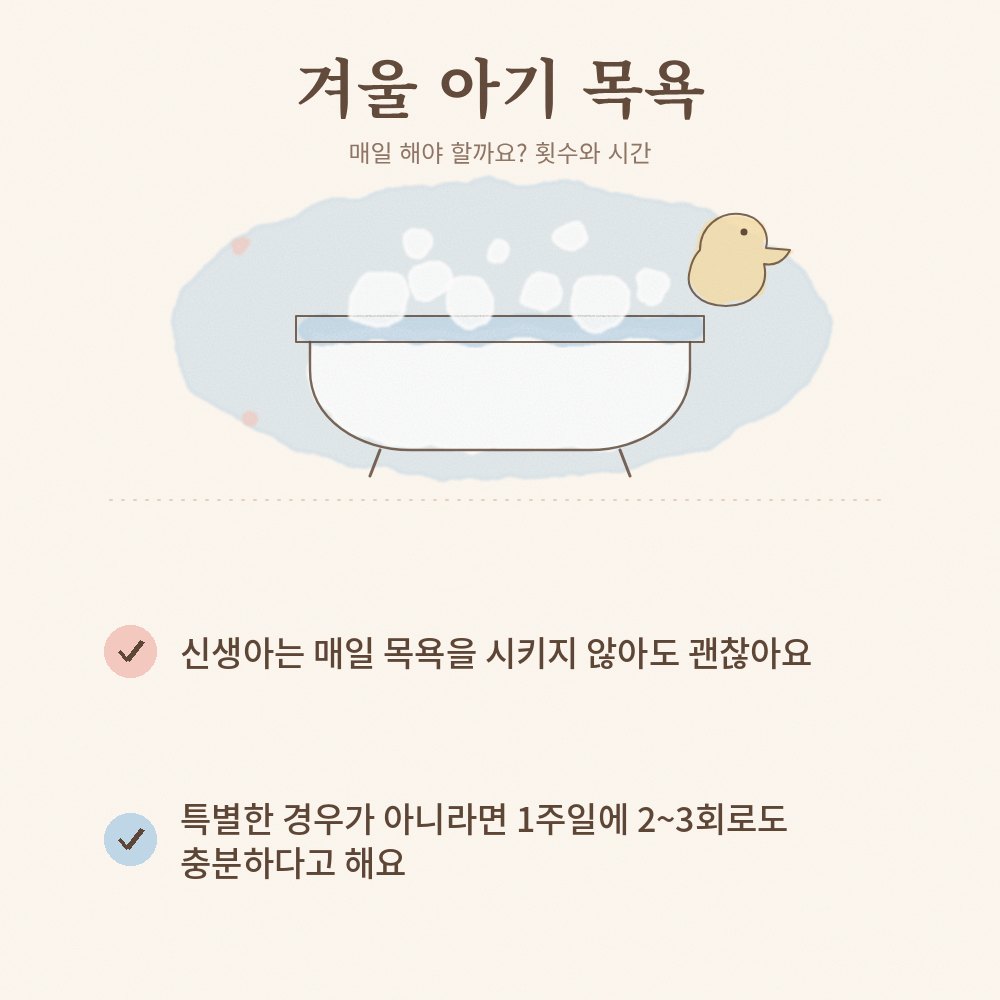 겨울 아기 목욕
매일 해야 할까요? 횟수와 시간
신생아는 매일 목욕을 시키지 않아도 괜찮아요
특별한 경우가 아니라면 1주일에 2~3회로도
충분하다고 해요